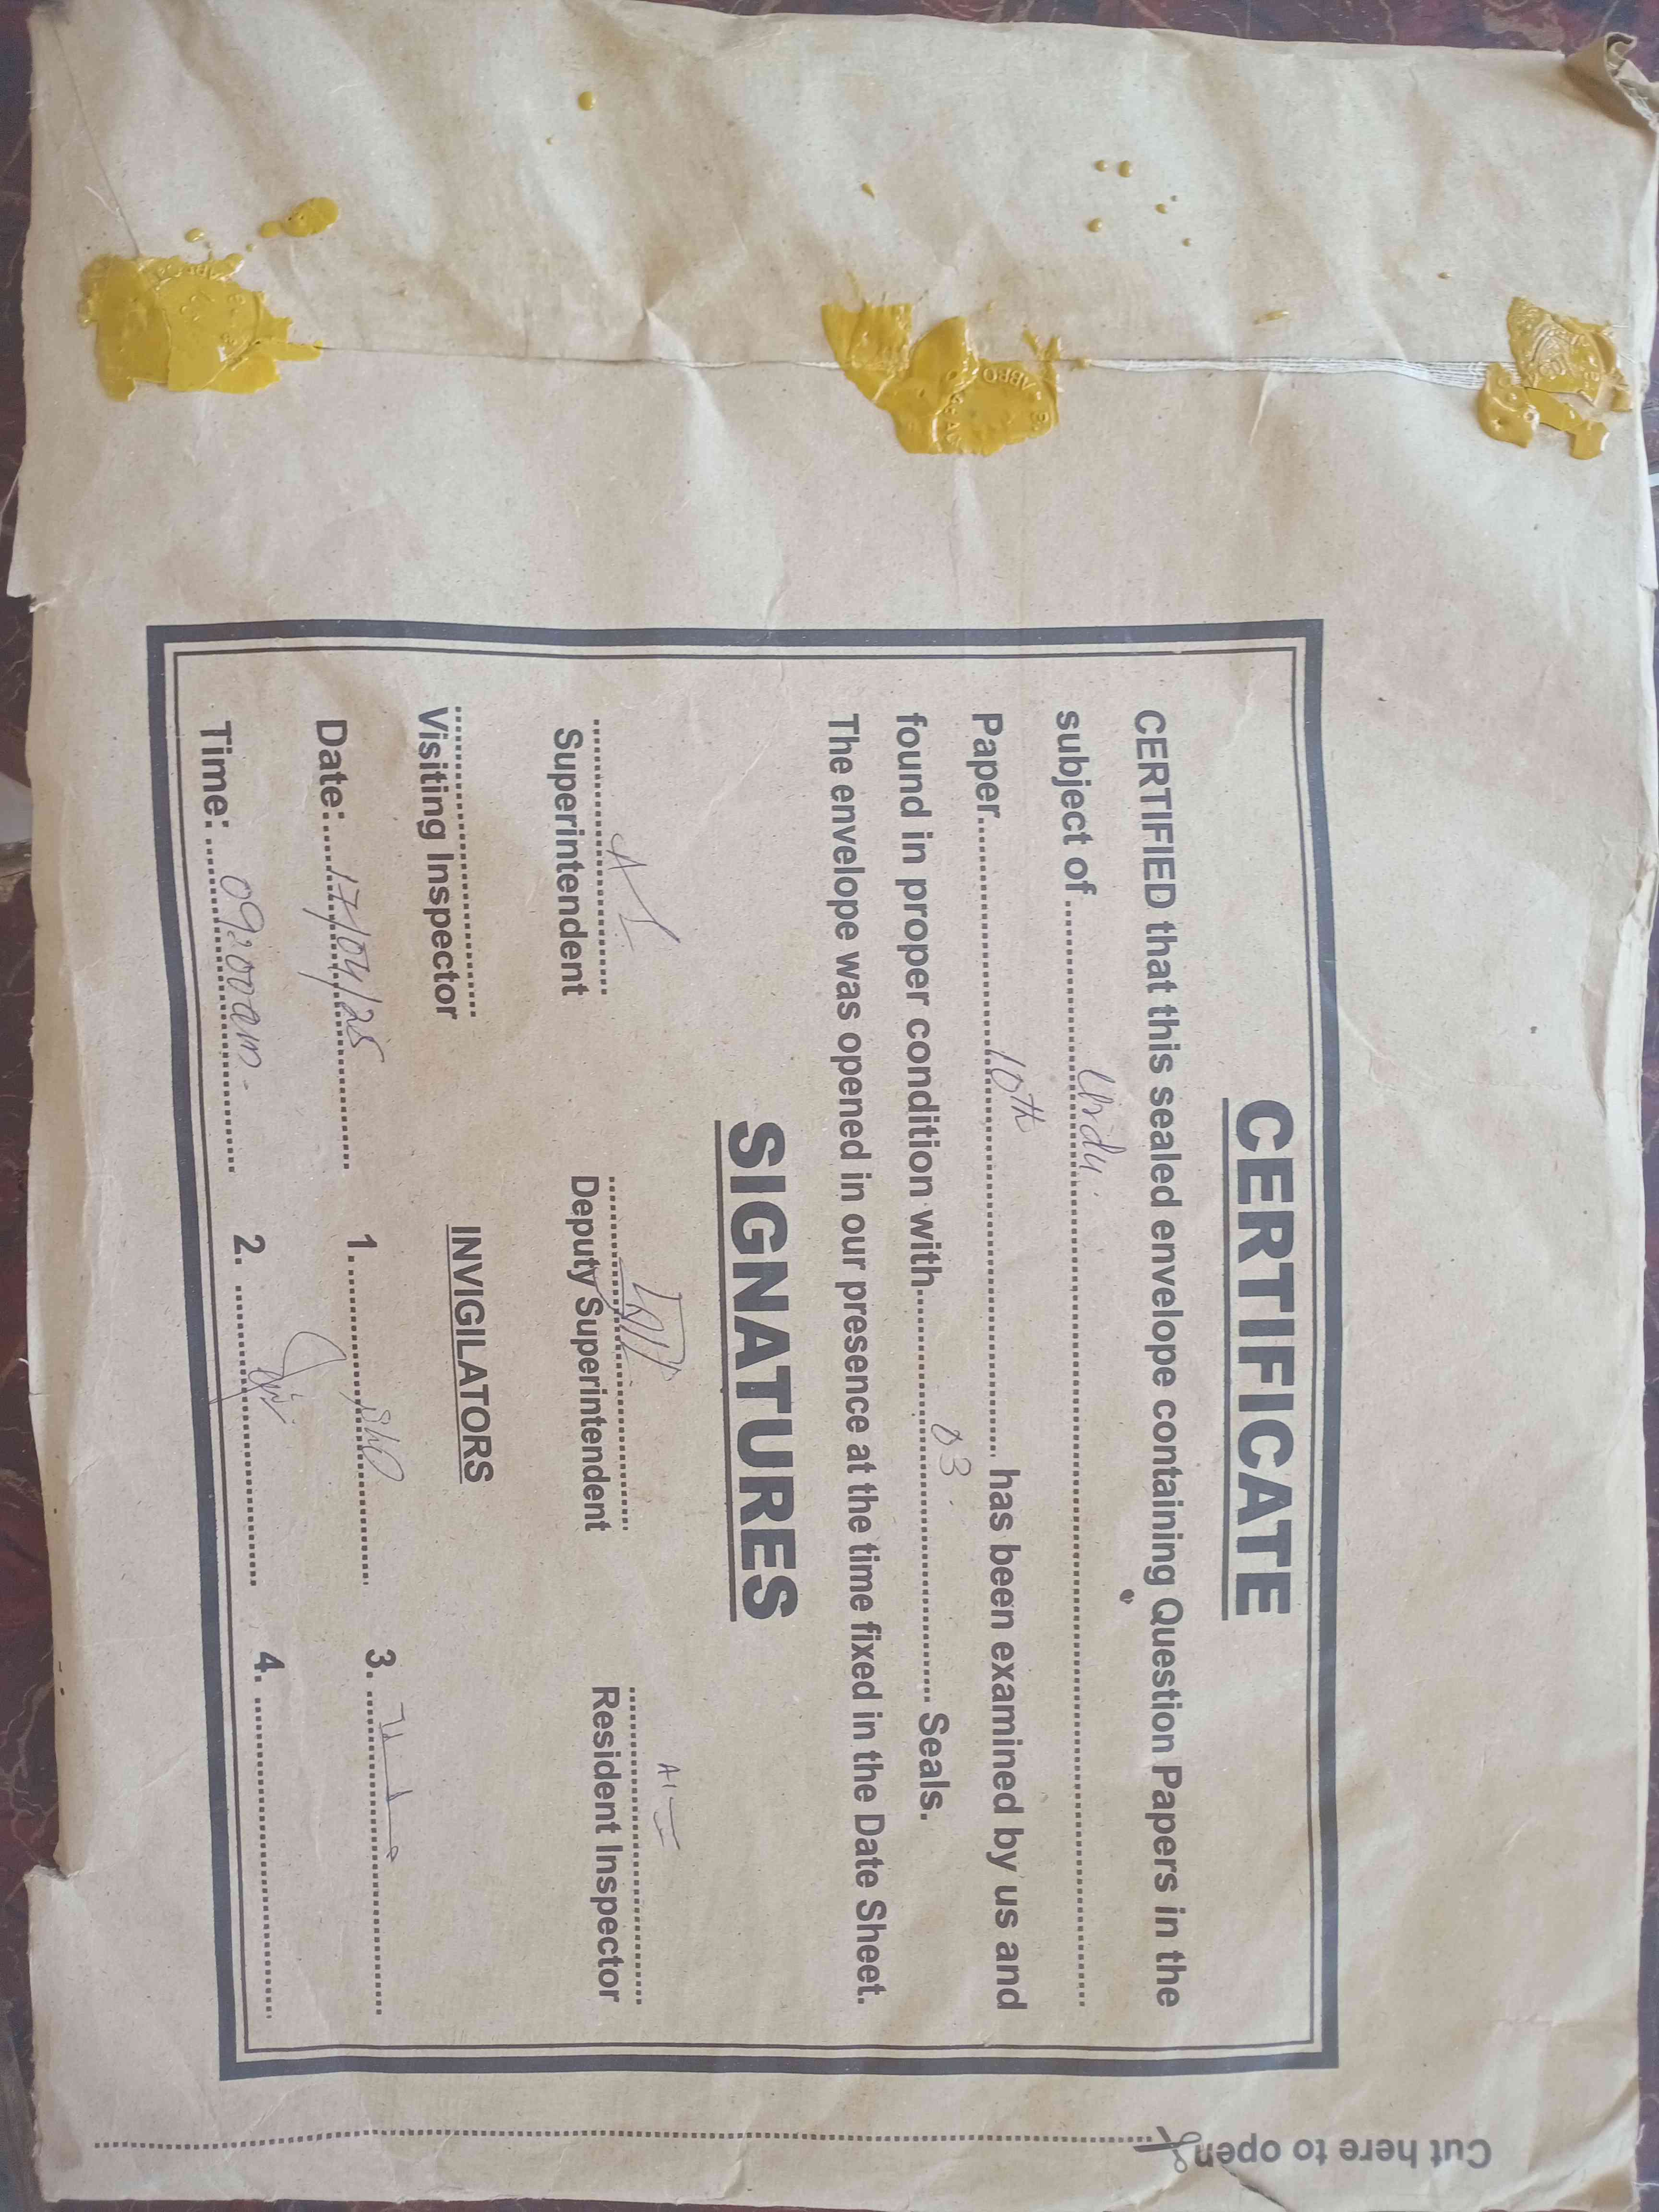 CERTIFICATE
CERTIFIED that this sealed envelope containing Question Papers in the
subject of .......... Urdu ..........
Paper.......... 10th .......... has been examined by us and
found in proper condition with.......... 03 .......... Seals.
The envelope was opened in our presence at the time fixed in the Date Sheet.
SIGNATURES
Superintendent Deputy Superintendent Resident Inspector
Visiting Inspector
INVIGILATORS
Date:.... 17/04/25 .... 1. .......... 3. ..........
Time: .... 09:00am. .... 2. .......... 4. ..........
Cut here to open